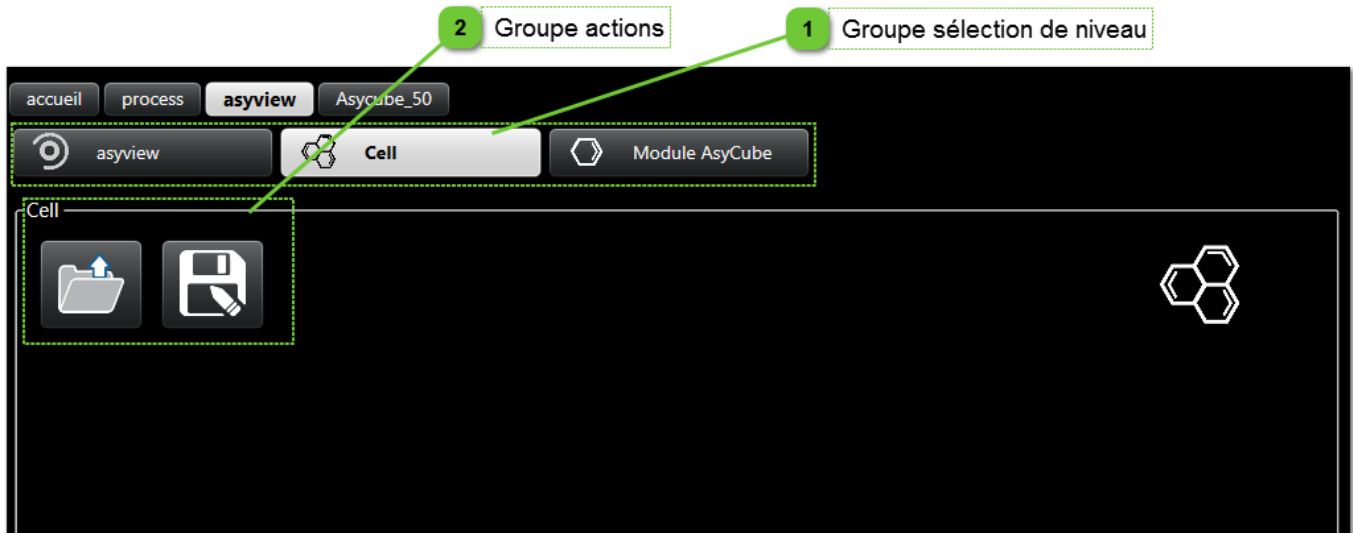 2 Groupe actions
1 Groupe sélection de niveau
accueil process asyview Asycube_50
asyview Cell Module AsyCube
Cell